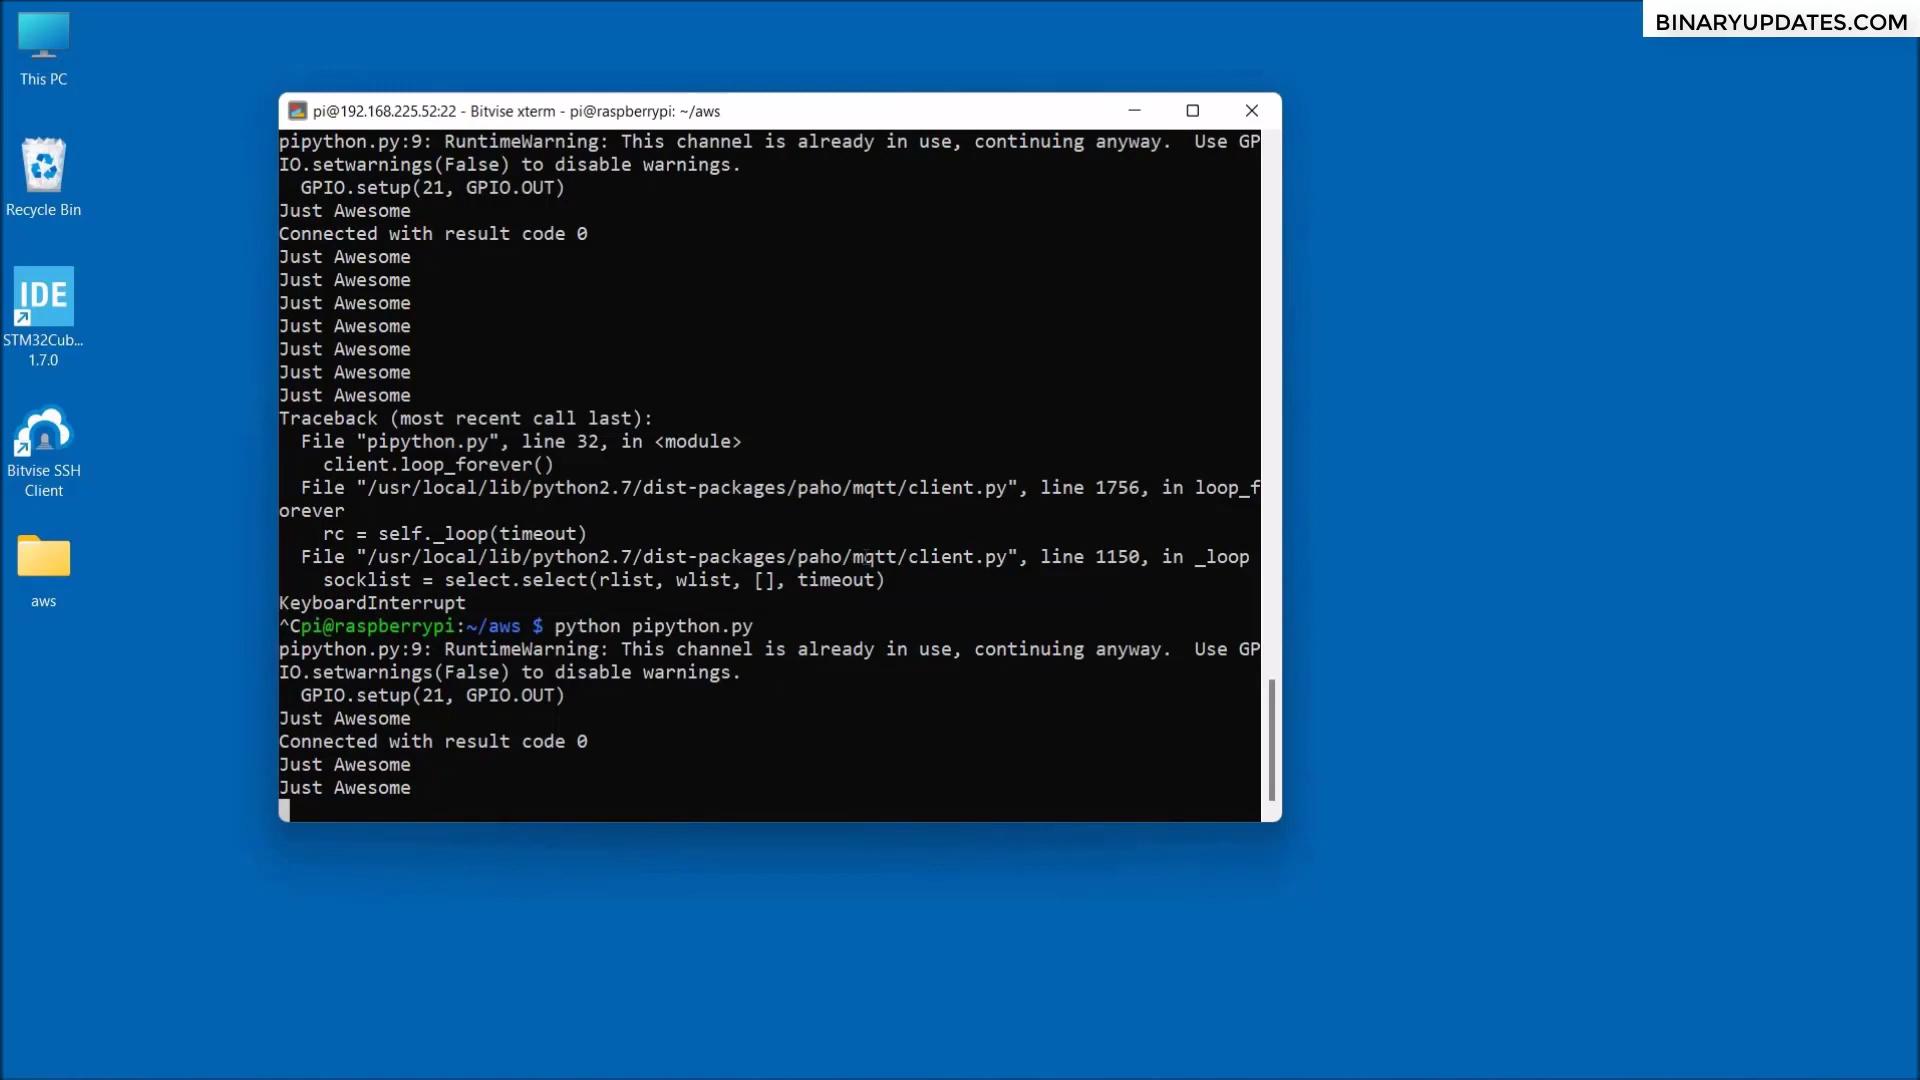 BINARYUPDATES.COM
This PC
Recycle Bin
IDE
STM32Cub...
1.7.0
Bitvise SSH
Client
aws
pi@192.168.225.52:22 - Bitvise xterm - pi@raspberrypi: ~/aws
pipython.py:9: RuntimeWarning: This channel is already in use, continuing anyway.  Use GP
IO.setwarnings(False) to disable warnings.
  GPIO.setup(21, GPIO.OUT)
Just Awesome
Connected with result code 0
Just Awesome
Just Awesome
Just Awesome
Just Awesome
Just Awesome
Just Awesome
Just Awesome
Traceback (most recent call last):
  File "pipython.py", line 32, in <module>
    client.loop_forever()
  File "/usr/local/lib/python2.7/dist-packages/paho/mqtt/client.py", line 1756, in loop_f
orever
    rc = self._loop(timeout)
  File "/usr/local/lib/python2.7/dist-packages/paho/mqtt/client.py", line 1150, in _loop
    socklist = select.select(rlist, wlist, [], timeout)
KeyboardInterrupt
^Cpi@raspberrypi:~/aws $ python pipython.py
pipython.py:9: RuntimeWarning: This channel is already in use, continuing anyway.  Use GP
IO.setwarnings(False) to disable warnings.
  GPIO.setup(21, GPIO.OUT)
Just Awesome
Connected with result code 0
Just Awesome
Just Awesome